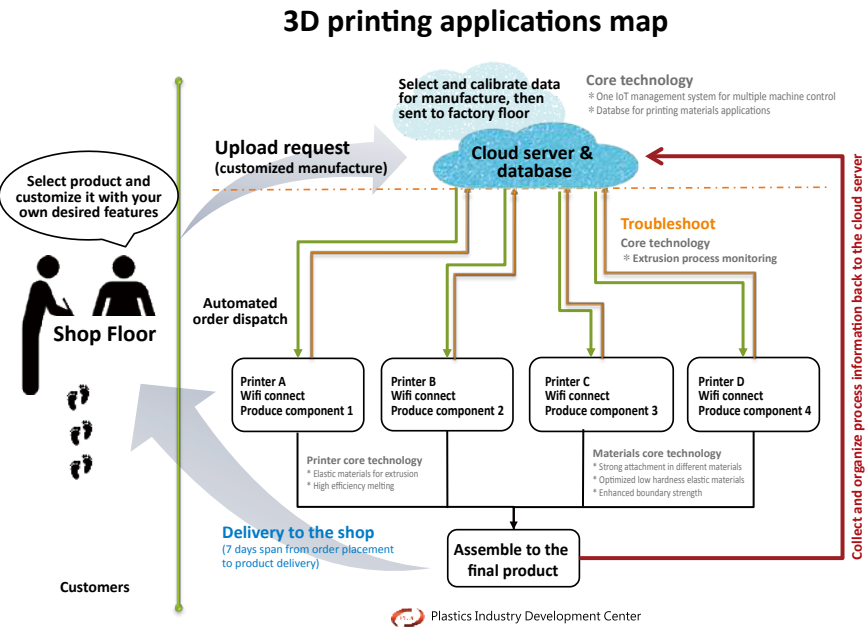 3D printing applications map
Select and calibrate data
for manufacture, then
sent to factory floor
Core technology
* One IoT management system for multiple machine control
* Databse for printing materials applications
Upload request
(customized manufacture)
Cloud server &
database
Select product and
customize it with your
own desired features
Troubleshoot
Core technology
* Extrusion process monitoring
Automated
order dispatch
Shop Floor
Printer A
Wifi connect
Produce component 1
Printer B
Wifi connect
Produce component 2
Printer C
Wifi connect
Produce component 3
Printer D
Wifi connect
Produce component 4
Printer core technology
* Elastic materials for extrusion
* High efficiency melting
Materials core technology
* Strong attachment in different materials
* Optimized low hardness elastic materials
* Enhanced boundary strength
Delivery to the shop
(7 days span from order placement
to product delivery)
Assemble to the
final product
Collect and organize process information back to the cloud server
Customers
Plastics Industry Development Center